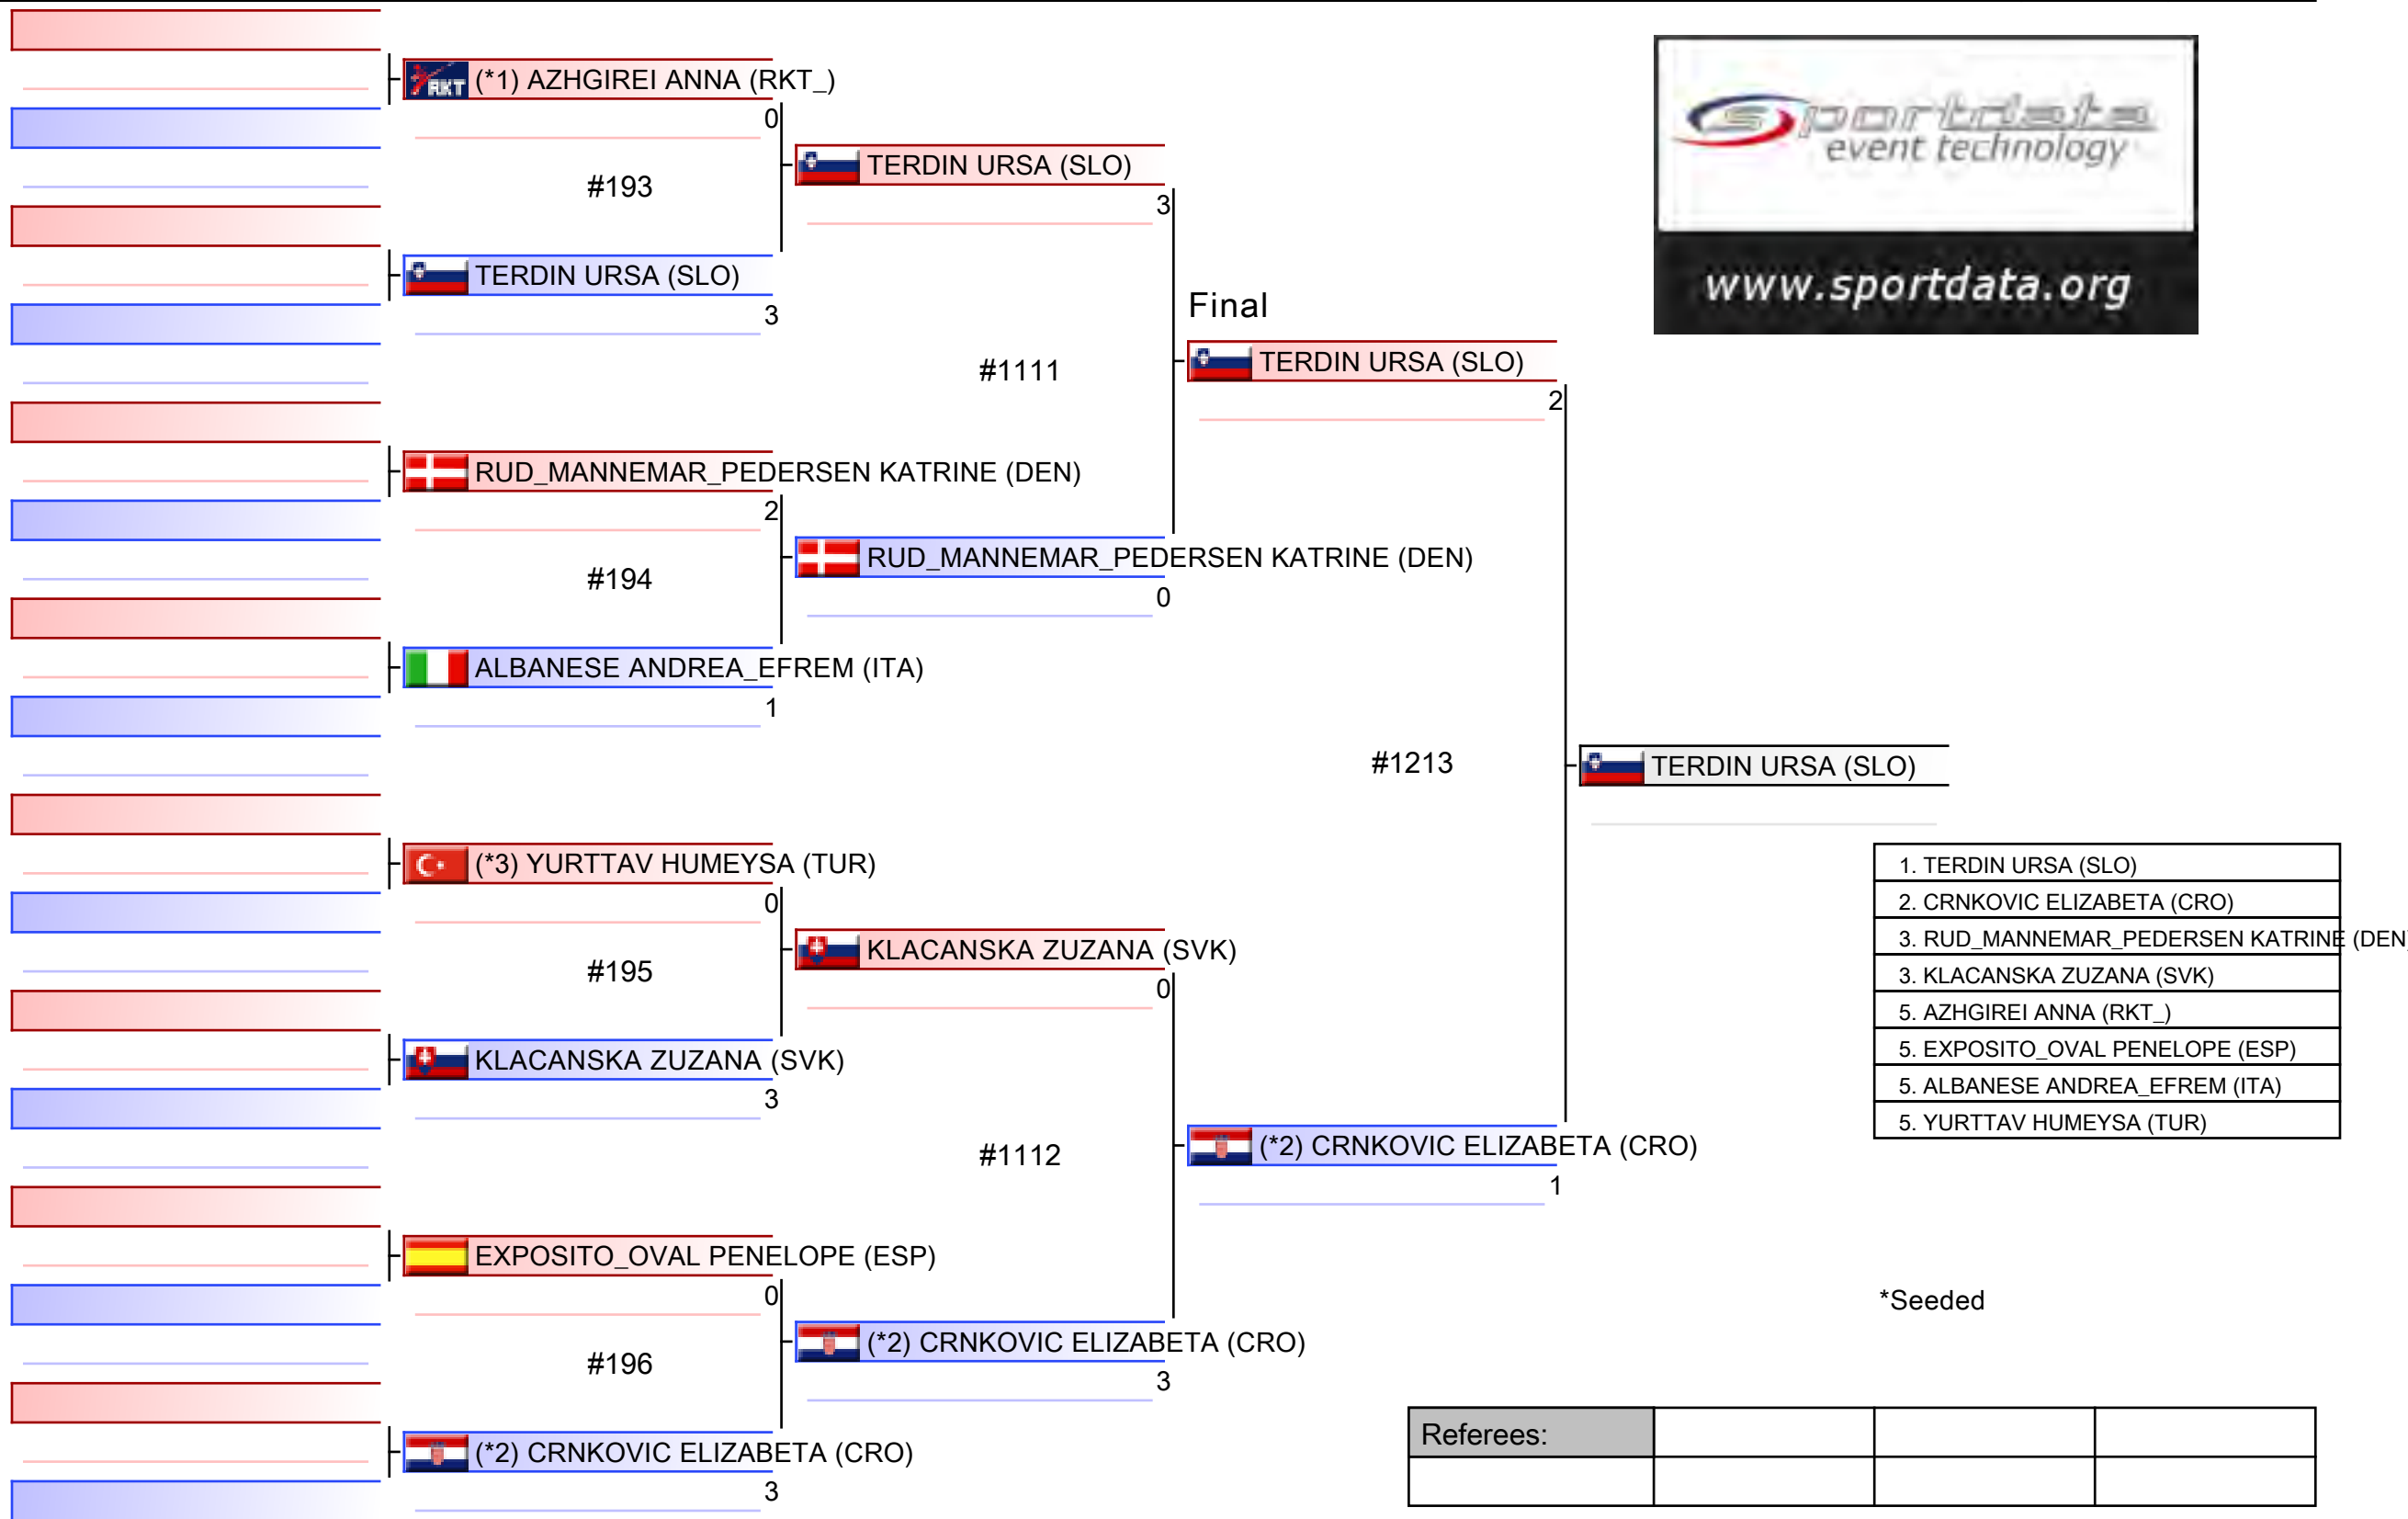 RKT
(*1) AZHGIREI ANNA (RKT_)
0
#193
TERDIN URSA (SLO)
3
TERDIN URSA (SLO)
3
#1111
RUD_MANNEMAR_PEDERSEN KATRINE (DEN)
2
#194
ALBANESE ANDREA_EFREM (ITA)
1
RUD_MANNEMAR_PEDERSEN KATRINE (DEN)
0
Final
TERDIN URSA (SLO)
2
#1213
(*3) YURTTAV HUMEYSA (TUR)
0
#195
KLACANSKA ZUZANA (SVK)
3
KLACANSKA ZUZANA (SVK)
0
#1112
EXPOSITO_OVAL PENELOPE (ESP)
0
#196
(*2) CRNKOVIC ELIZABETA (CRO)
3
(*2) CRNKOVIC ELIZABETA (CRO)
3
(*2) CRNKOVIC ELIZABETA (CRO)
1
TERDIN URSA (SLO)
sportdata
event technology
www.sportdata.org
1. TERDIN URSA (SLO)
2. CRNKOVIC ELIZABETA (CRO)
3. RUD_MANNEMAR_PEDERSEN KATRINE (DEN)
3. KLACANSKA ZUZANA (SVK)
5. AZHGIREI ANNA (RKT_)
5. EXPOSITO_OVAL PENELOPE (ESP)
5. ALBANESE ANDREA_EFREM (ITA)
5. YURTTAV HUMEYSA (TUR)
*Seeded
Referees: